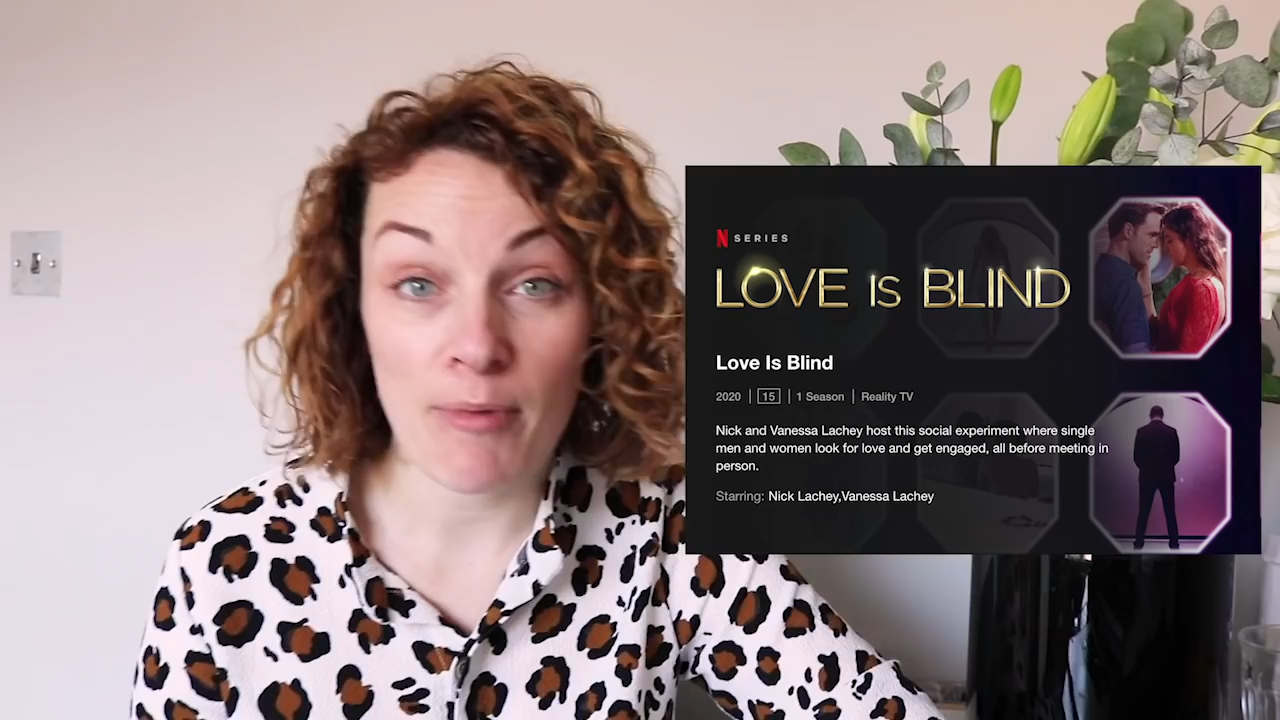 N SERIES
LOVE IS BLIND
Love Is Blind
2020 | 15 | 1 Season | Reality TV
Nick and Vanessa Lachey host this social experiment where single
men and women look for love and get engaged, all before meeting in
person.
Starring: Nick Lachey,Vanessa Lachey